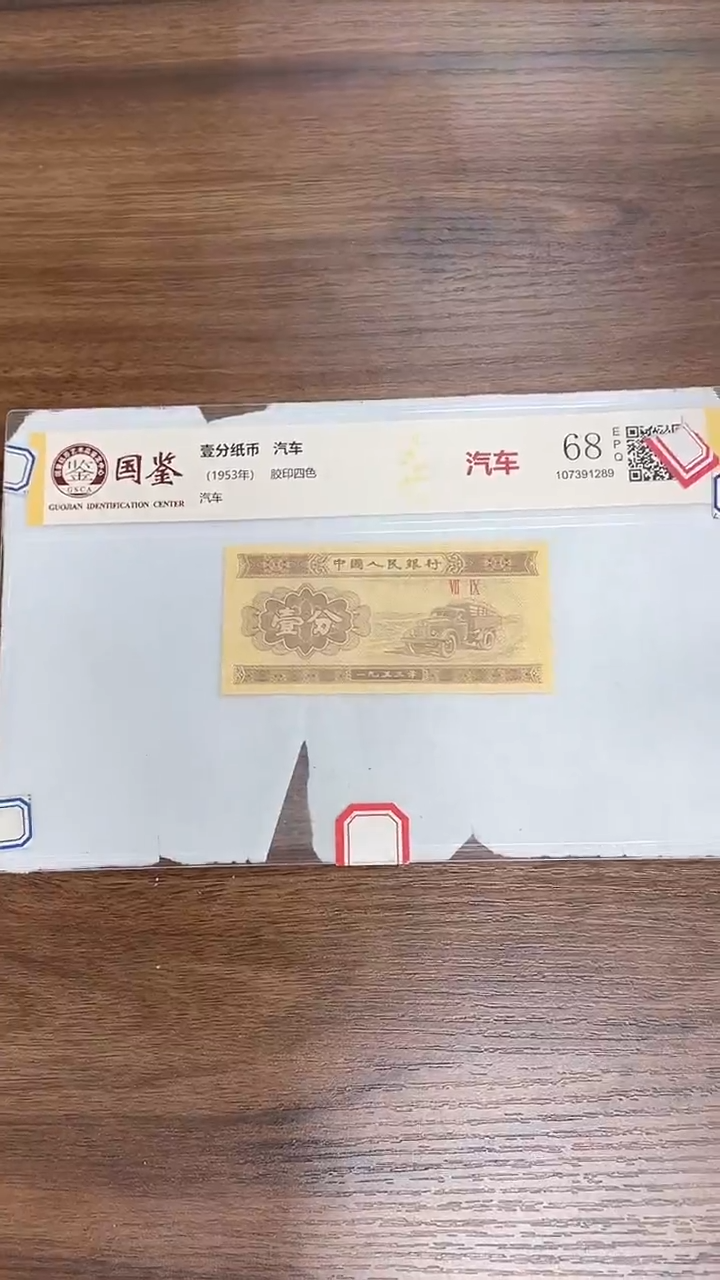 国鉴
GSCA
GUOJIAN IDENTIFICATION CENTER
壹分纸币 汽车
(1953年) 胶印四色
汽车
汽车
68
EPQ
107391289
中國人民銀行
VII IX
壹分
一九五三年